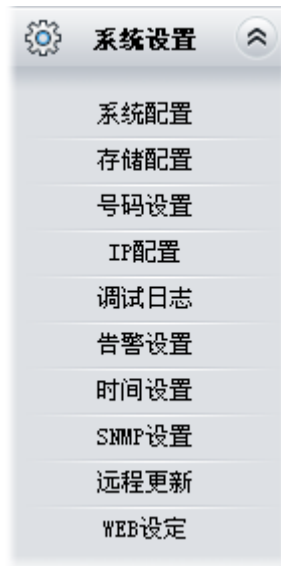 系统设置
系统配置
存储配置
号码设置
IP配置
调试日志
告警设置
时间设置
SNMP设置
远程更新
WEB设定